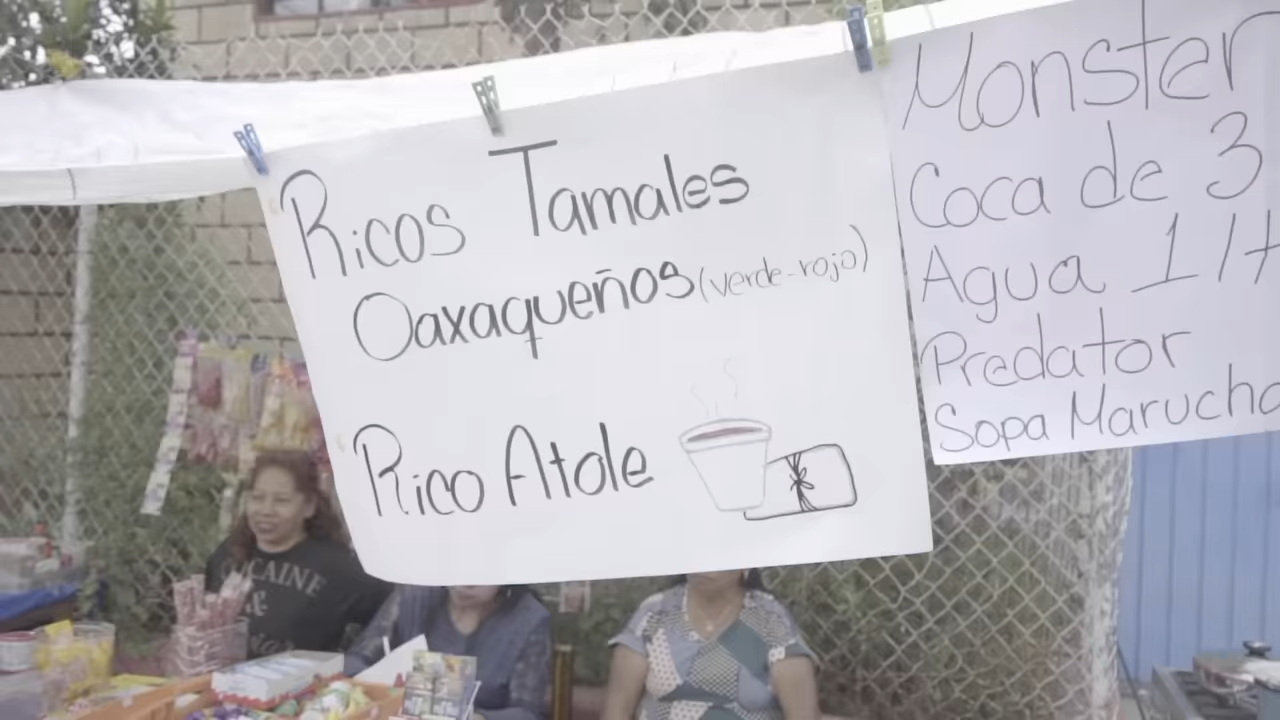 Ricos Tamales
Oaxaqueños (verde-rojo)
Rico Atole
Monster
Coca de 3
Agua 1 lt
Predator
Sopa Marucha